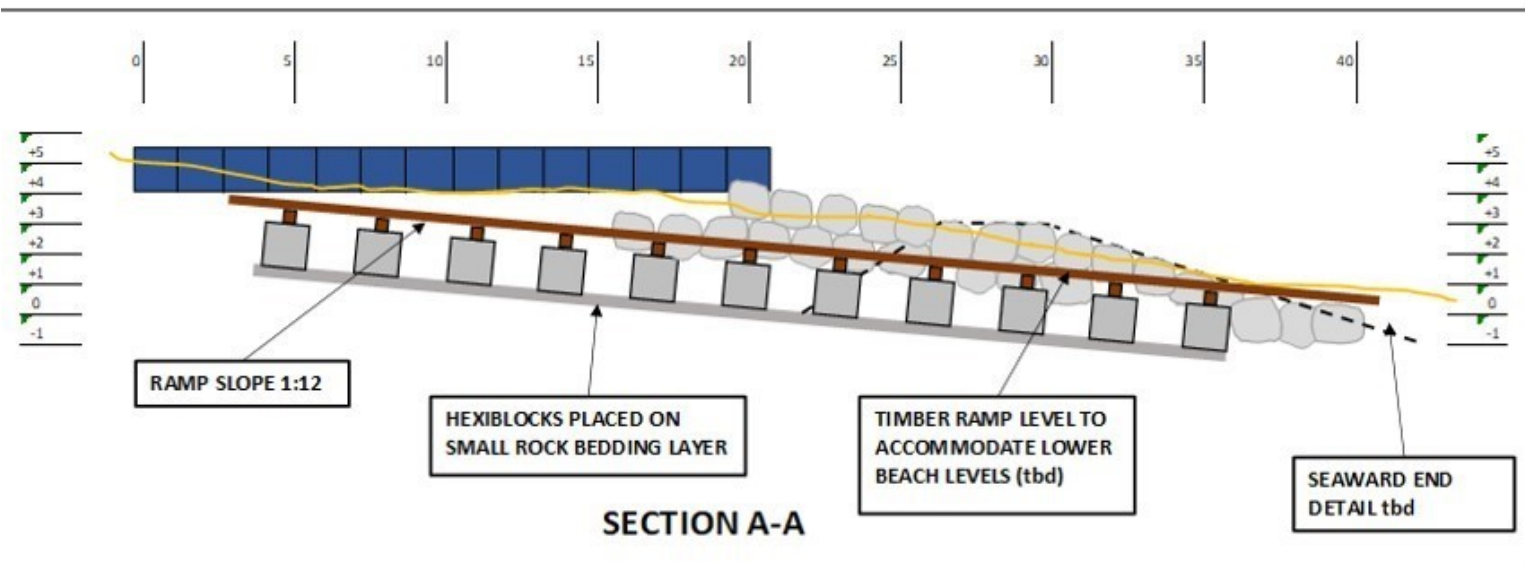 0 5 10 15 20 25 30 35 40
+5 +5
+4 +4
+3 +3
+2 +2
+1 +1
0 0
-1 -1
RAMP SLOPE 1:12
HEXIBLOCKS PLACED ON
SMALL ROCK BEDDING LAYER
TIMBER RAMP LEVEL TO
ACCOMMODATE LOWER
BEACH LEVELS (tbd)
SEAWARD END
DETAIL tbd
SECTION A-A